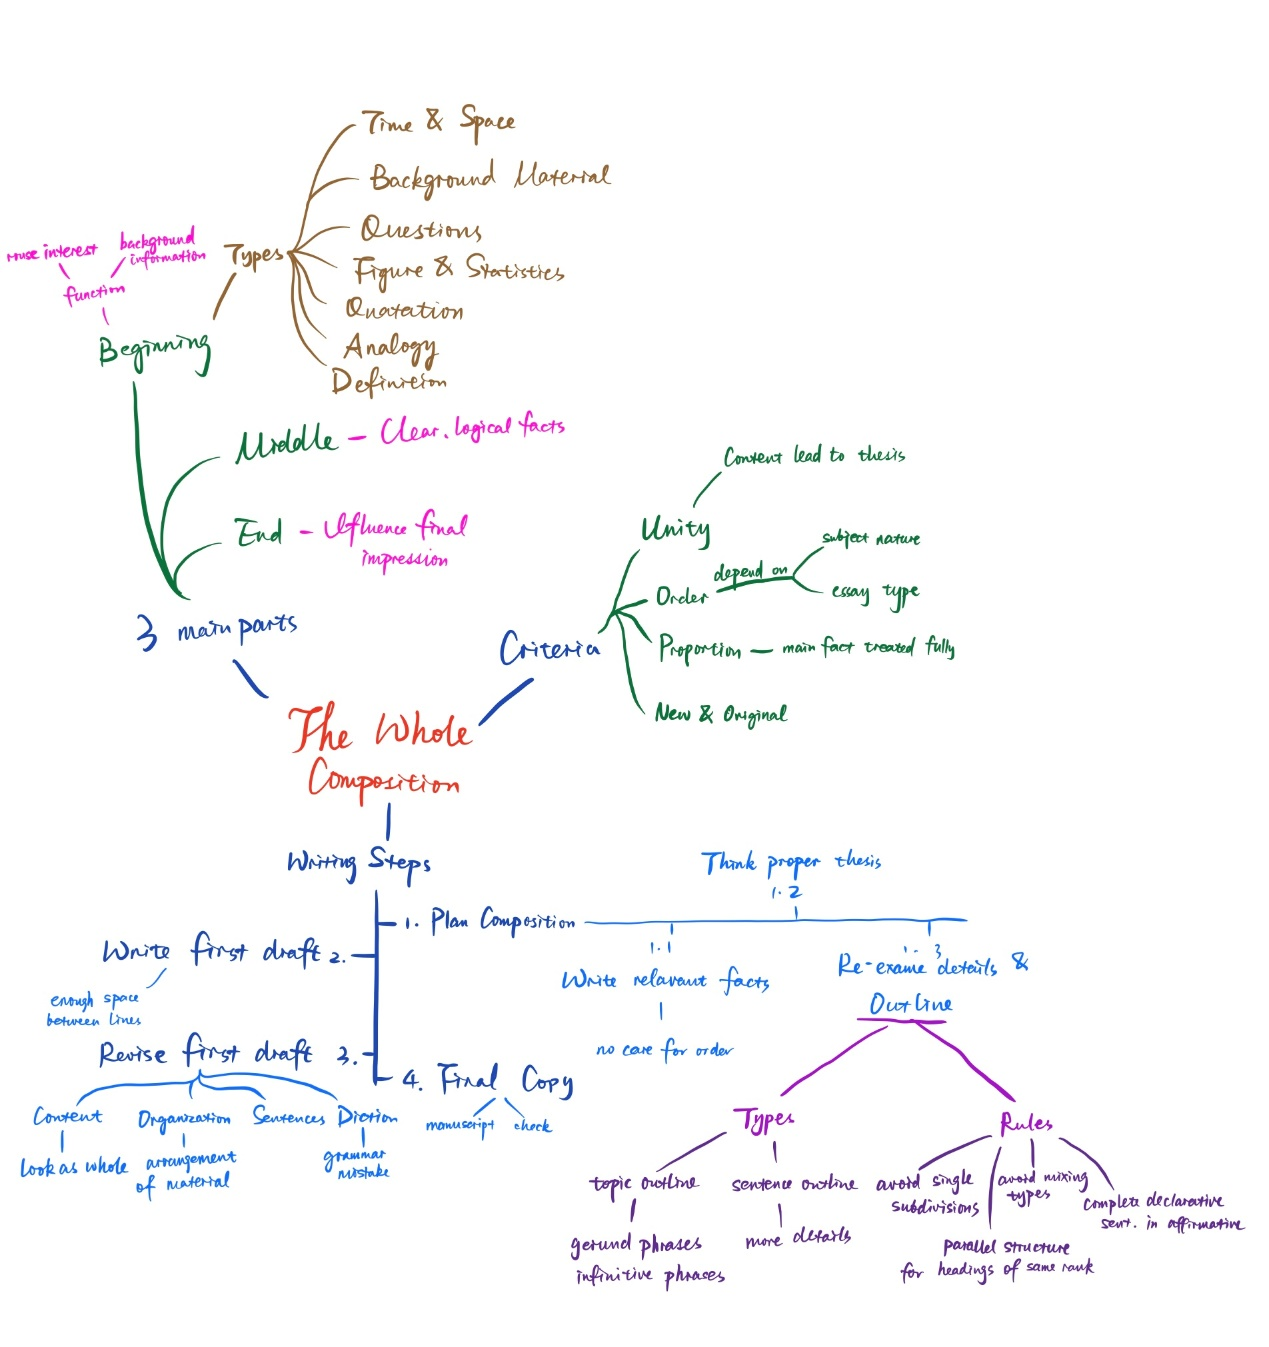 Time & Space
Background Material
Questions
Figure & Statistics
Quatation
Analogy
Definition
Types
rouse interest
background
information
function
Beginning
Middle - Clear, logical facts
End - Ifluence final
impression
3 main parts
Content lead to thesis
Unity
Order
depend on
subject nature
essay type
Proportion — main fact treated fully
New & Original
Criteria
The Whole
Composition
Writing Steps
1. Plan Composition
Think proper thesis
1.2
1.1
Write relavant facts
no care for order
1.3
Re-exame details &
Outline
Write first draft 2.
enough space
between lines
Revise first draft 3.
Content
look as whole
Organization
arrangement
of material
Sentences
Diction
grammar
mistake
4. Final Copy
manuscript
check
Types
topic outline
gerund phrases
infinitive phrases
sentence outline
more details
Rules
avoid single
subdivisions
avoid mixing
types
complete declarative
sent. in affirmative
parallel structure
for headings of same rank